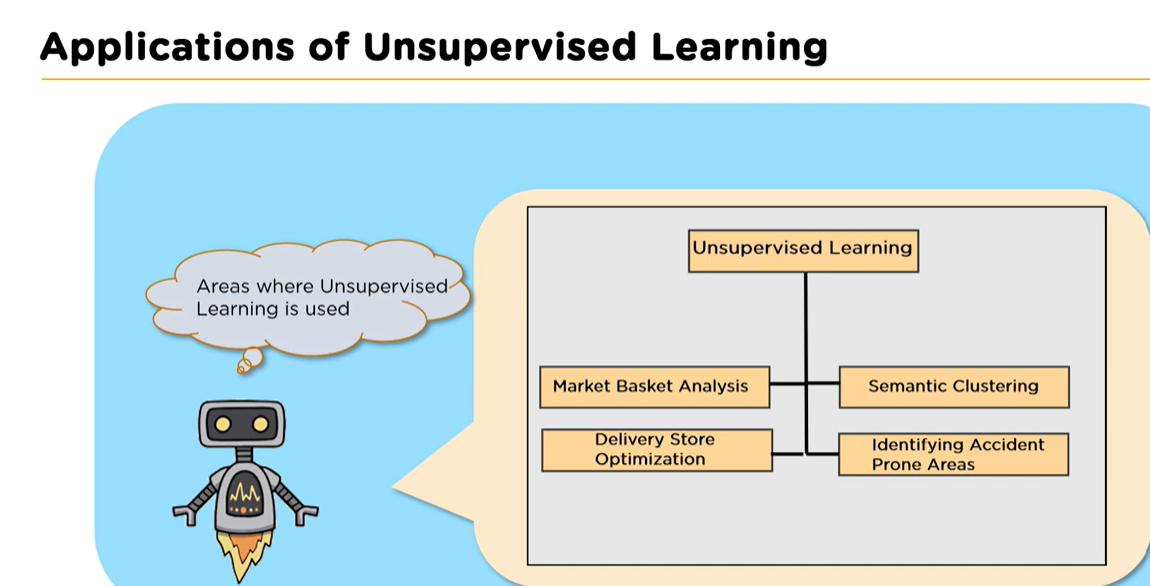 Applications of Unsupervised Learning
Areas where Unsupervised
Learning is used
Unsupervised Learning
Market Basket Analysis
Semantic Clustering
Delivery Store
Optimization
Identifying Accident
Prone Areas